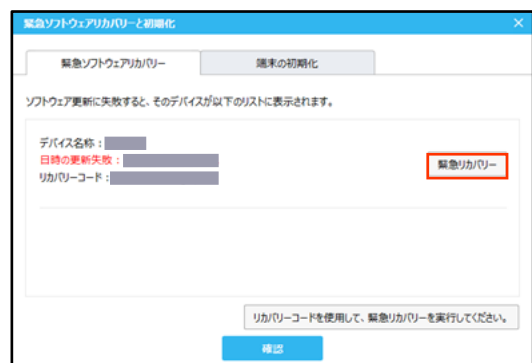 緊急ソフトウェアリカバリーと初期化
緊急ソフトウェアリカバリー
端末の初期化
ソフトウェア更新に失敗すると、そのデバイスが以下のリストに表示されます。
デバイス名称：
日時の更新失敗：
リカバリーコード：
緊急リカバリー
リカバリーコードを使用して、緊急リカバリーを実行してください。
確認